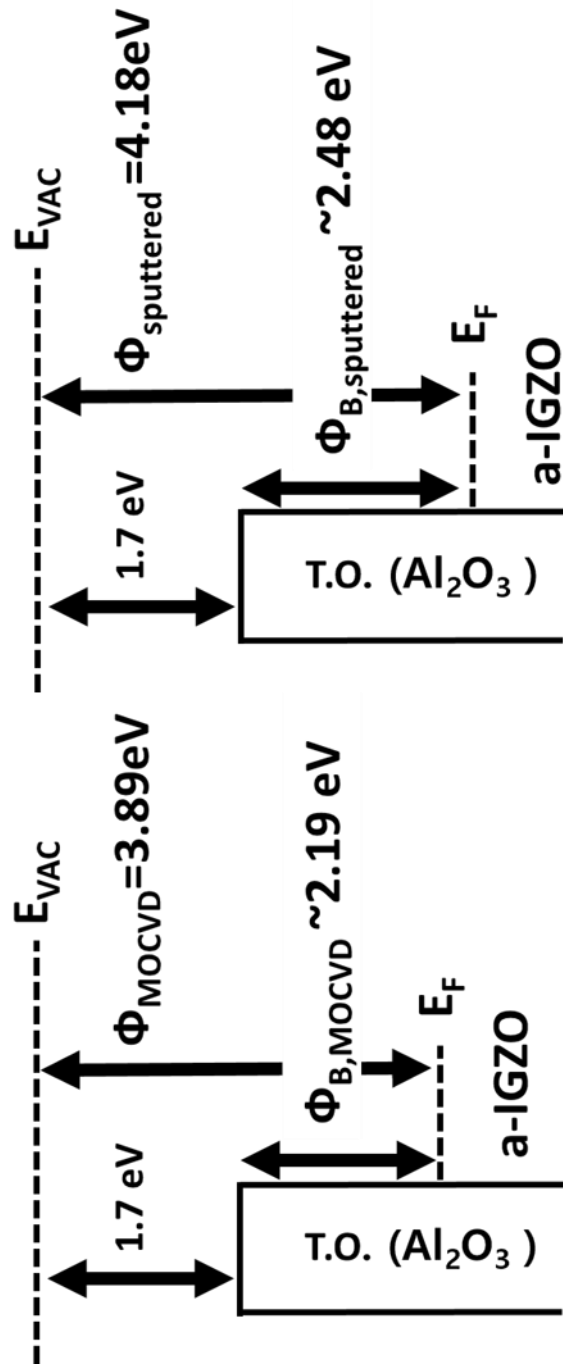 E_VAC
Φ_sputtered=4.18eV
1.7 eV
Φ_B,sputtered ~2.48 eV
E_F
T.O. (Al₂O₃ )
a-IGZO
E_VAC
Φ_MOCVD=3.89eV
1.7 eV
Φ_B,MOCVD ~2.19 eV
E_F
T.O. (Al₂O₃ )
a-IGZO